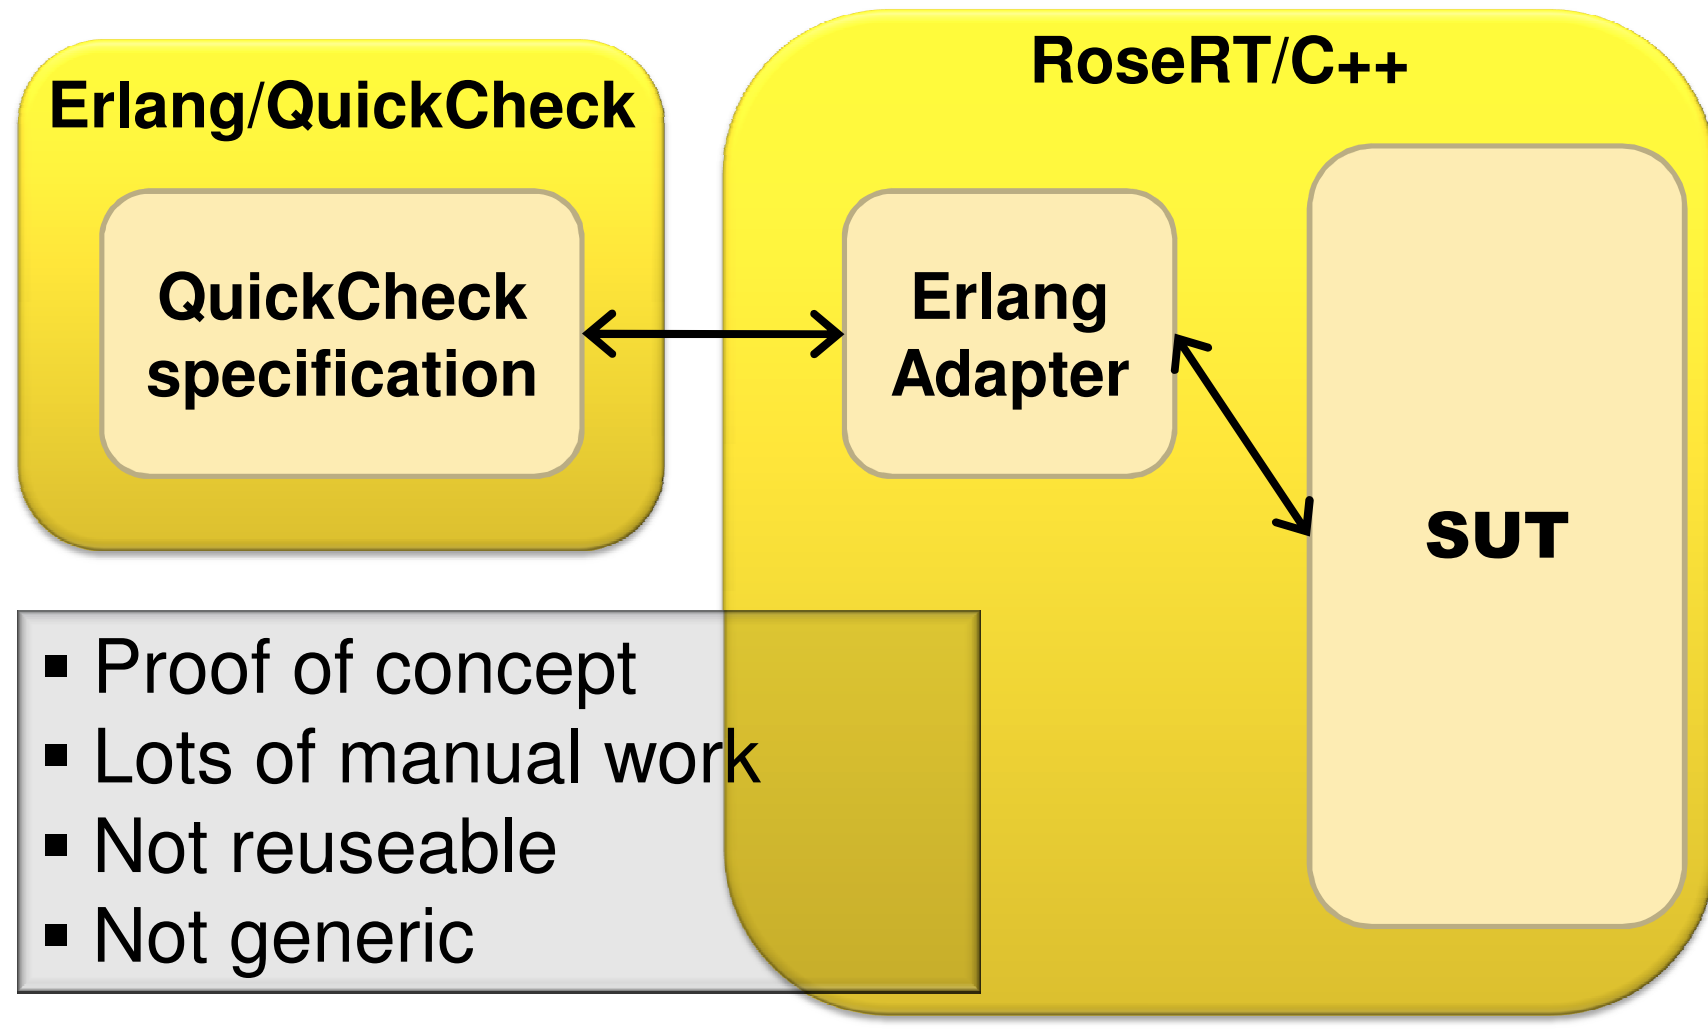 Erlang/QuickCheck
QuickCheck
specification
RoseRT/C++
Erlang
Adapter
SUT
▪ Proof of concept
▪ Lots of manual work
▪ Not reuseable
▪ Not generic